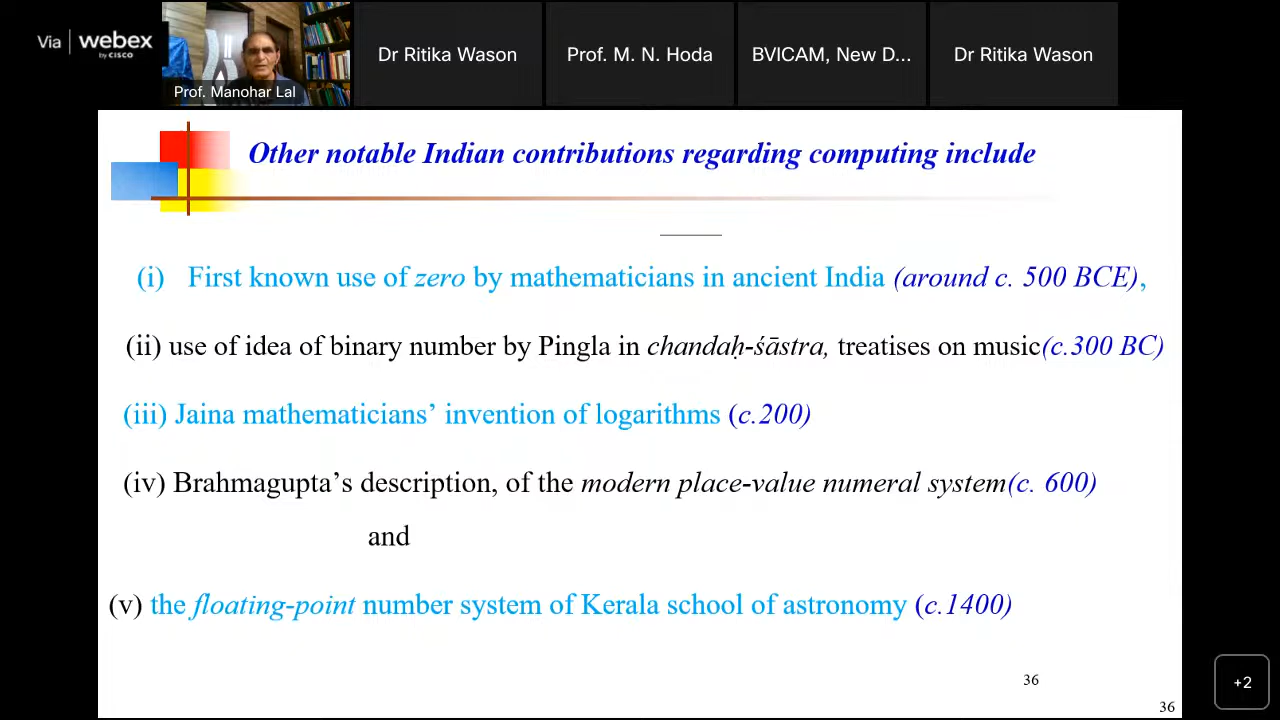 Via | webex
by CISCO
Prof. Manohar Lal
Dr Ritika Wason
Prof. M. N. Hoda
BVICAM, New D...
Dr Ritika Wason
Other notable Indian contributions regarding computing include
(i) First known use of zero by mathematicians in ancient India (around c. 500 BCE),
(ii) use of idea of binary number by Pingla in chandaḥ-śāstra, treatises on music(c.300 BC)
(iii) Jaina mathematicians’ invention of logarithms (c.200)
(iv) Brahmagupta’s description, of the modern place-value numeral system(c. 600)
and
(v) the floating-point number system of Kerala school of astronomy (c.1400)
36
36
+2